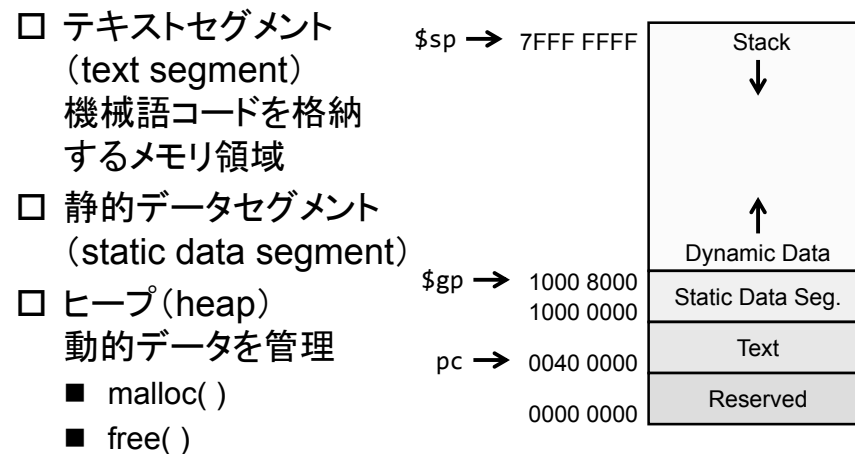 □ テキストセグメント
（text segment）
機械語コードを格納
するメモリ領域
□ 静的データセグメント
（static data segment）
□ ヒープ（heap）
動的データを管理
■ malloc( )
■ free( )
$sp → 7FFF FFFF
Stack
↓
↑
Dynamic Data
$gp → 1000 8000
1000 0000
Static Data Seg.
pc → 0040 0000
Text
Reserved
0000 0000